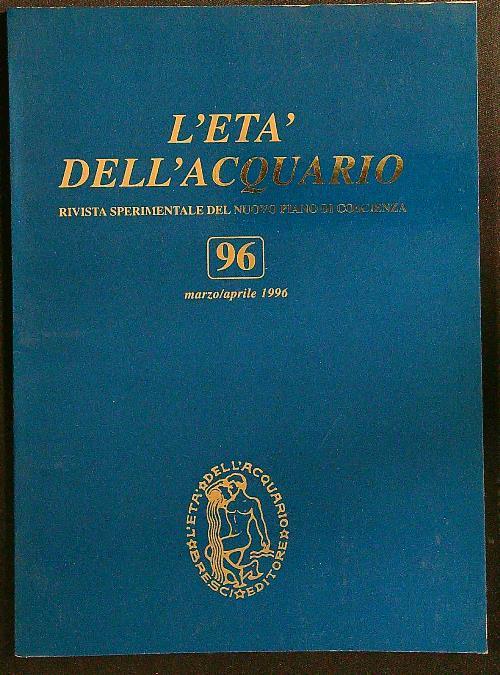 L'ETA'
DELL'ACQUARIO
RIVISTA SPERIMENTALE DEL NUOVO PIANO DI COSCIENZA
96
marzo/aprile 1996
L'ETA' DELL'ACQUARIO
BRESCI EDITORE